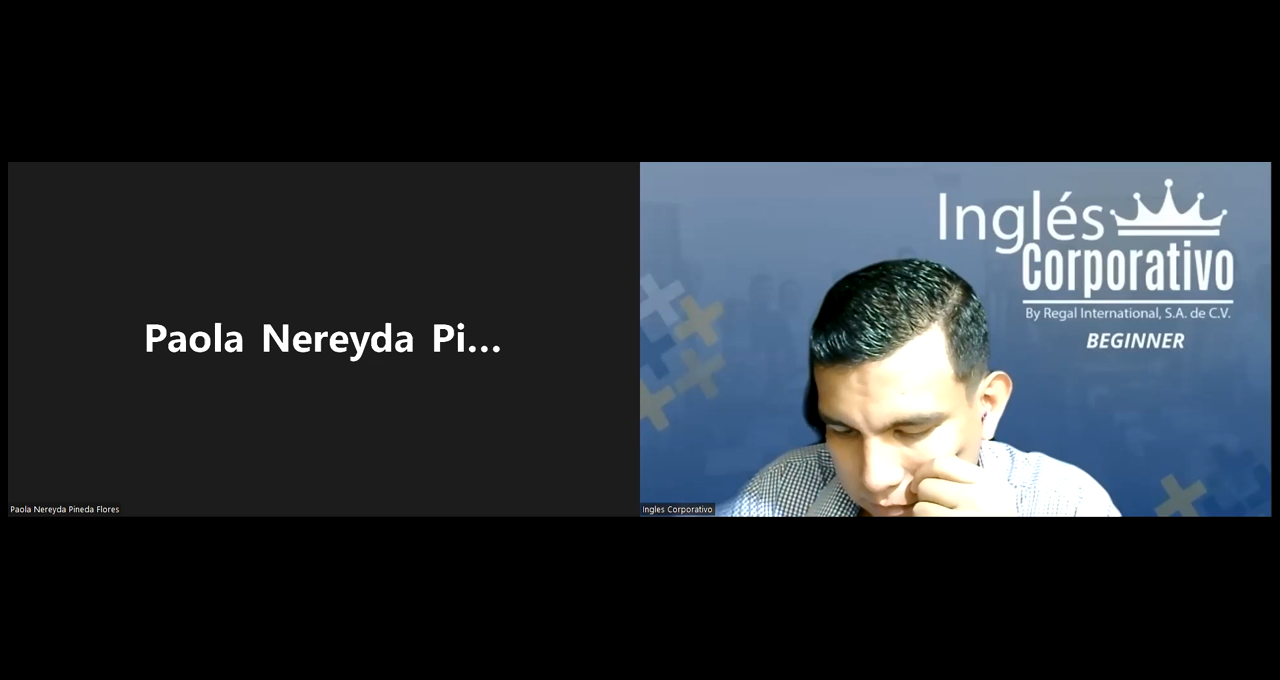 Paola Nereyda Pi...
Paola Nereyda Pineda Flores
Inglés
Corporativo
By Regal International, S.A. de C.V.
BEGINNER
Ingles Corporativo